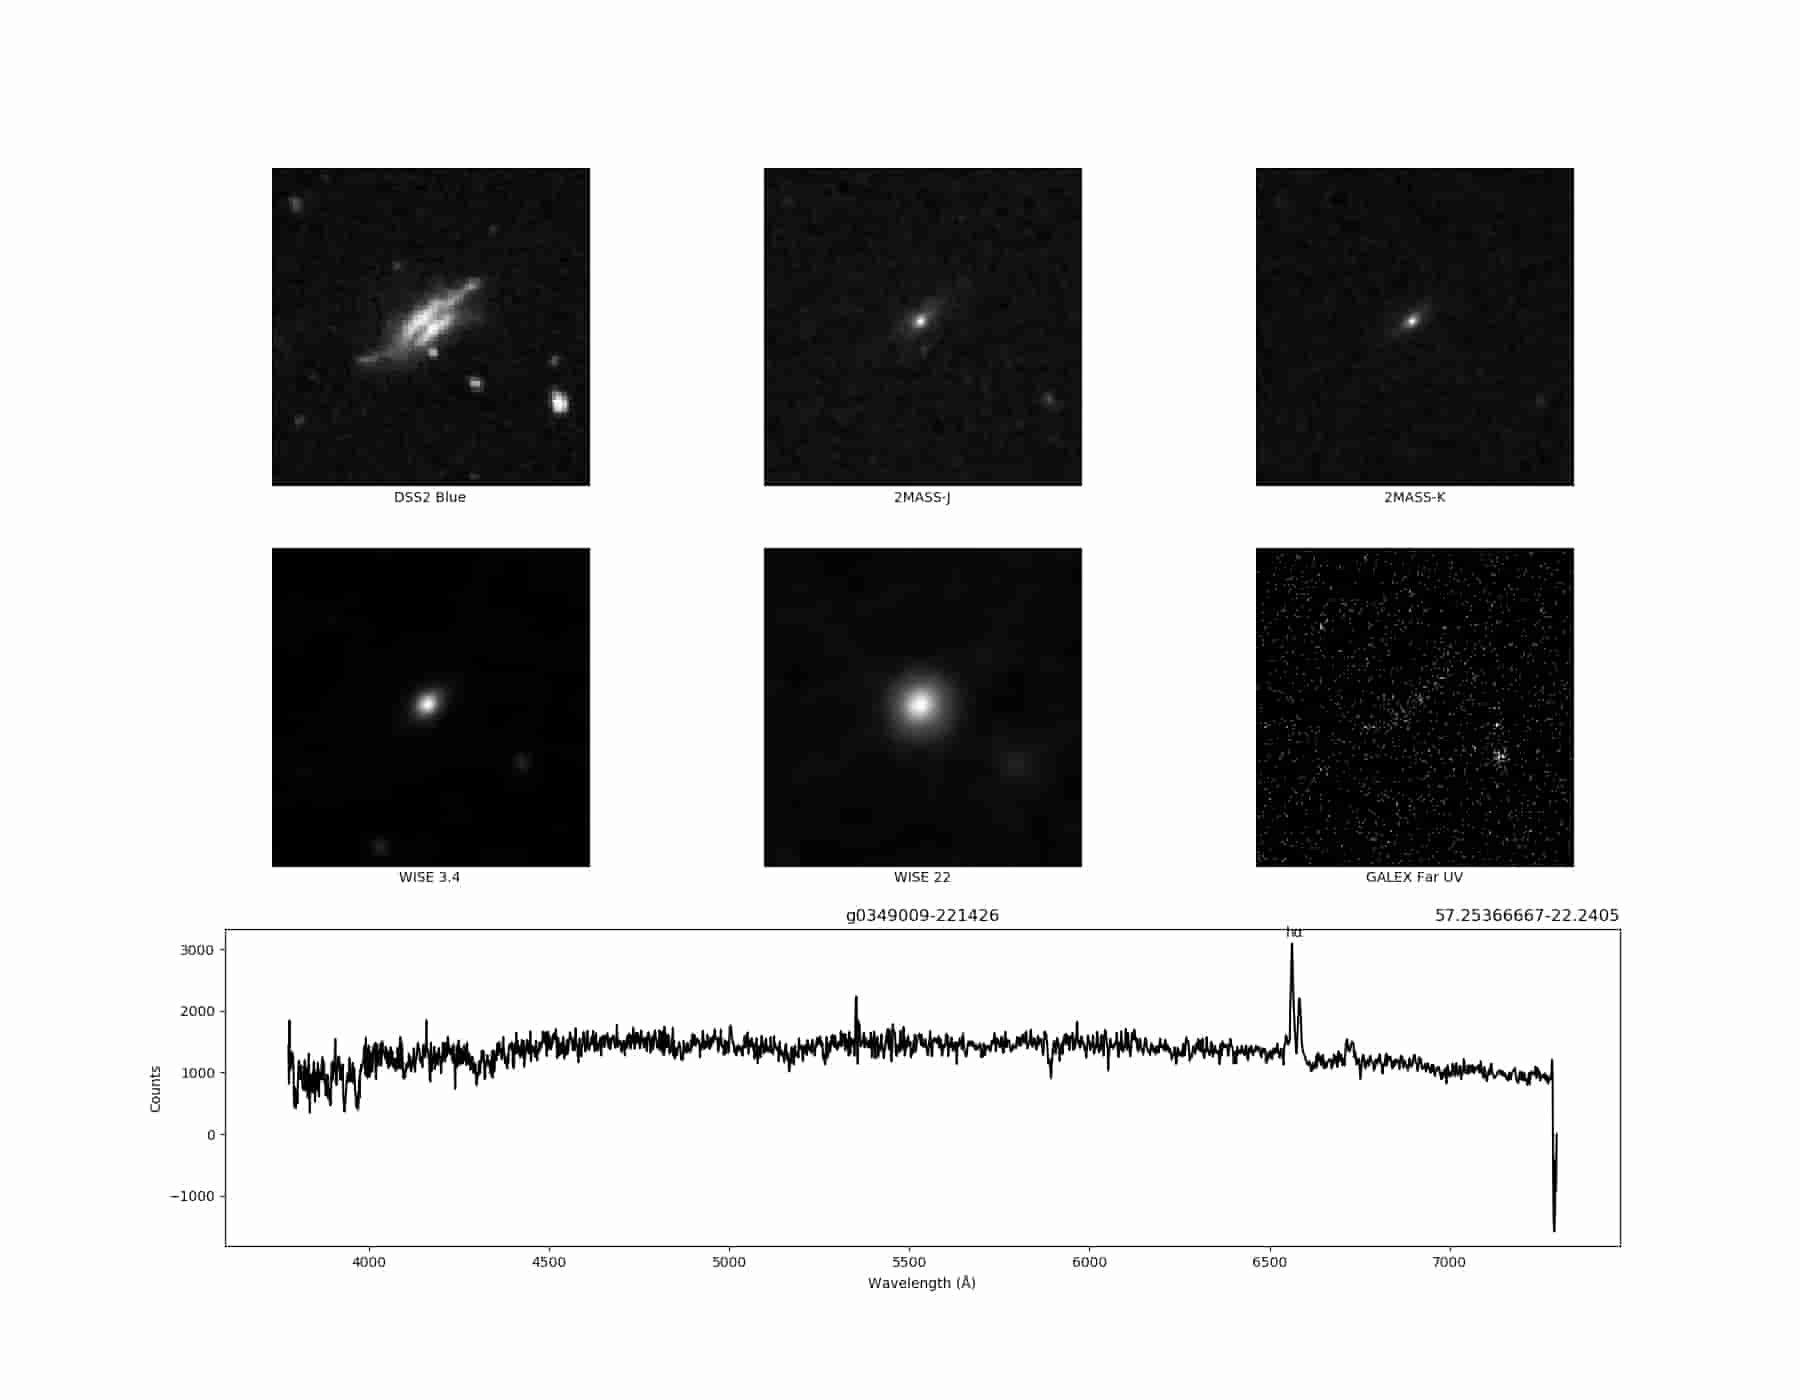 DSS2 Blue 2MASS-J 2MASS-K
WISE 3.4 WISE 22 GALEX Far UV
g0349009-221426 57.25366667-22.2405
hα
3000
2000
1000
0
−1000
Counts
4000 4500 5000 5500 6000 6500 7000
Wavelength (Å)